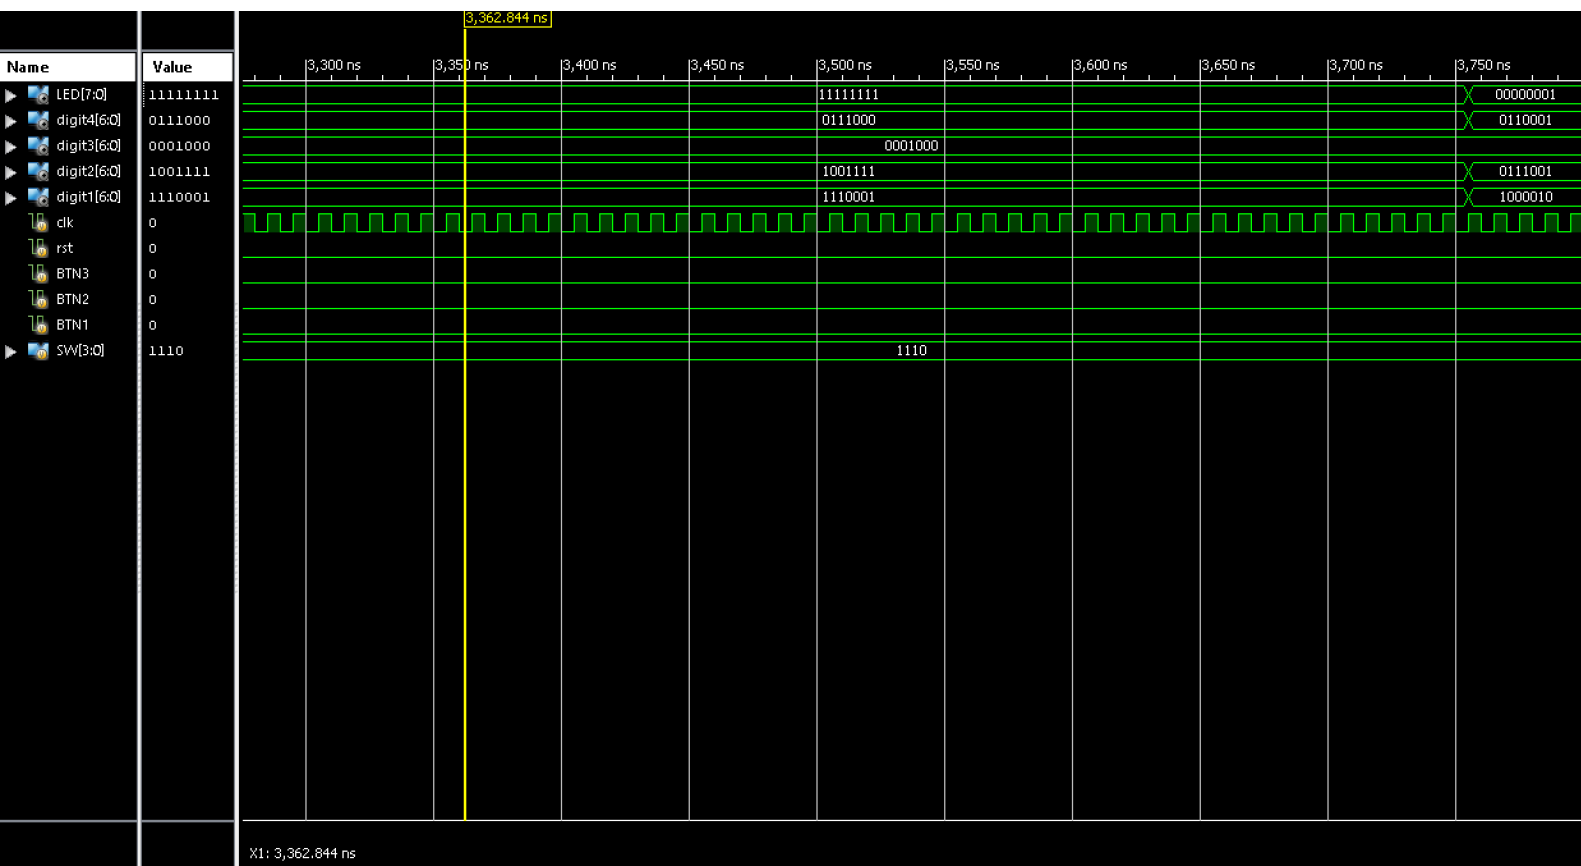 3,362.844 ns
Name Value 3,300 ns 3,350 ns 3,400 ns 3,450 ns 3,500 ns 3,550 ns 3,600 ns 3,650 ns 3,700 ns 3,750 ns
LED[7:0] 11111111 11111111 00000001
digit4[6:0] 0111000 0111000 0110001
digit3[6:0] 0001000 0001000
digit2[6:0] 1001111 1001111 0111001
digit1[6:0] 1110001 1110001 1000010
clk 0
rst 0
BTN3 0
BTN2 0
BTN1 0
SW[3:0] 1110 1110
X1: 3,362.844 ns